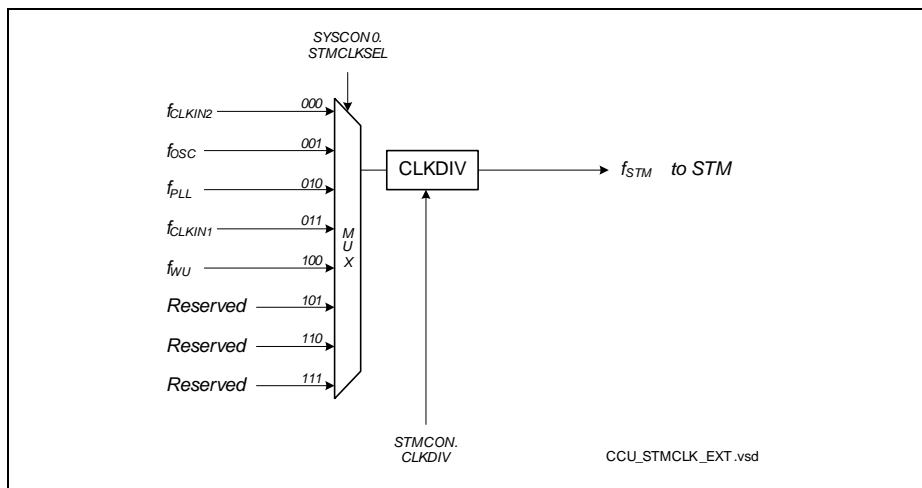 SYSCON0.
STMCLKSEL
fCLKIN2 000
fOSC 001
fPLL 010
fCLKIN1 011
fWU 100
Reserved 101
Reserved 110
Reserved 111
MUX
CLKDIV
fSTM to STM
STMCON.
CLKDIV
CCU_STMCLK_EXT.vsd